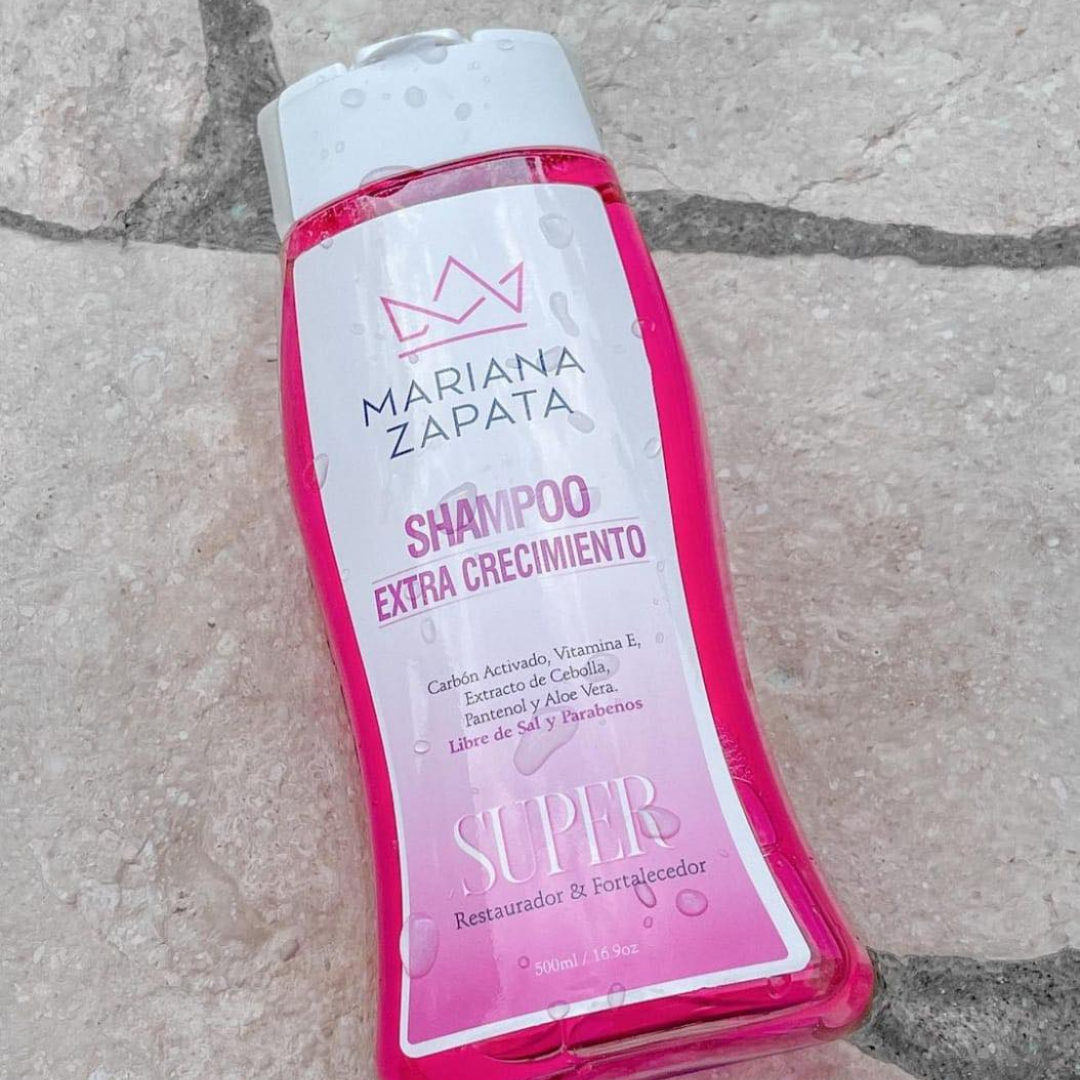 MARIANA
ZAPATA
SHAMPOO
EXTRA CRECIMIENTO
Carbón Activado, Vitamina E,
Extracto de Cebolla,
Pantenol y Aloe Vera.
Libre de Sal y Parabenos
SUPER
Restaurador & Fortalecedor
500ml / 16.9oz